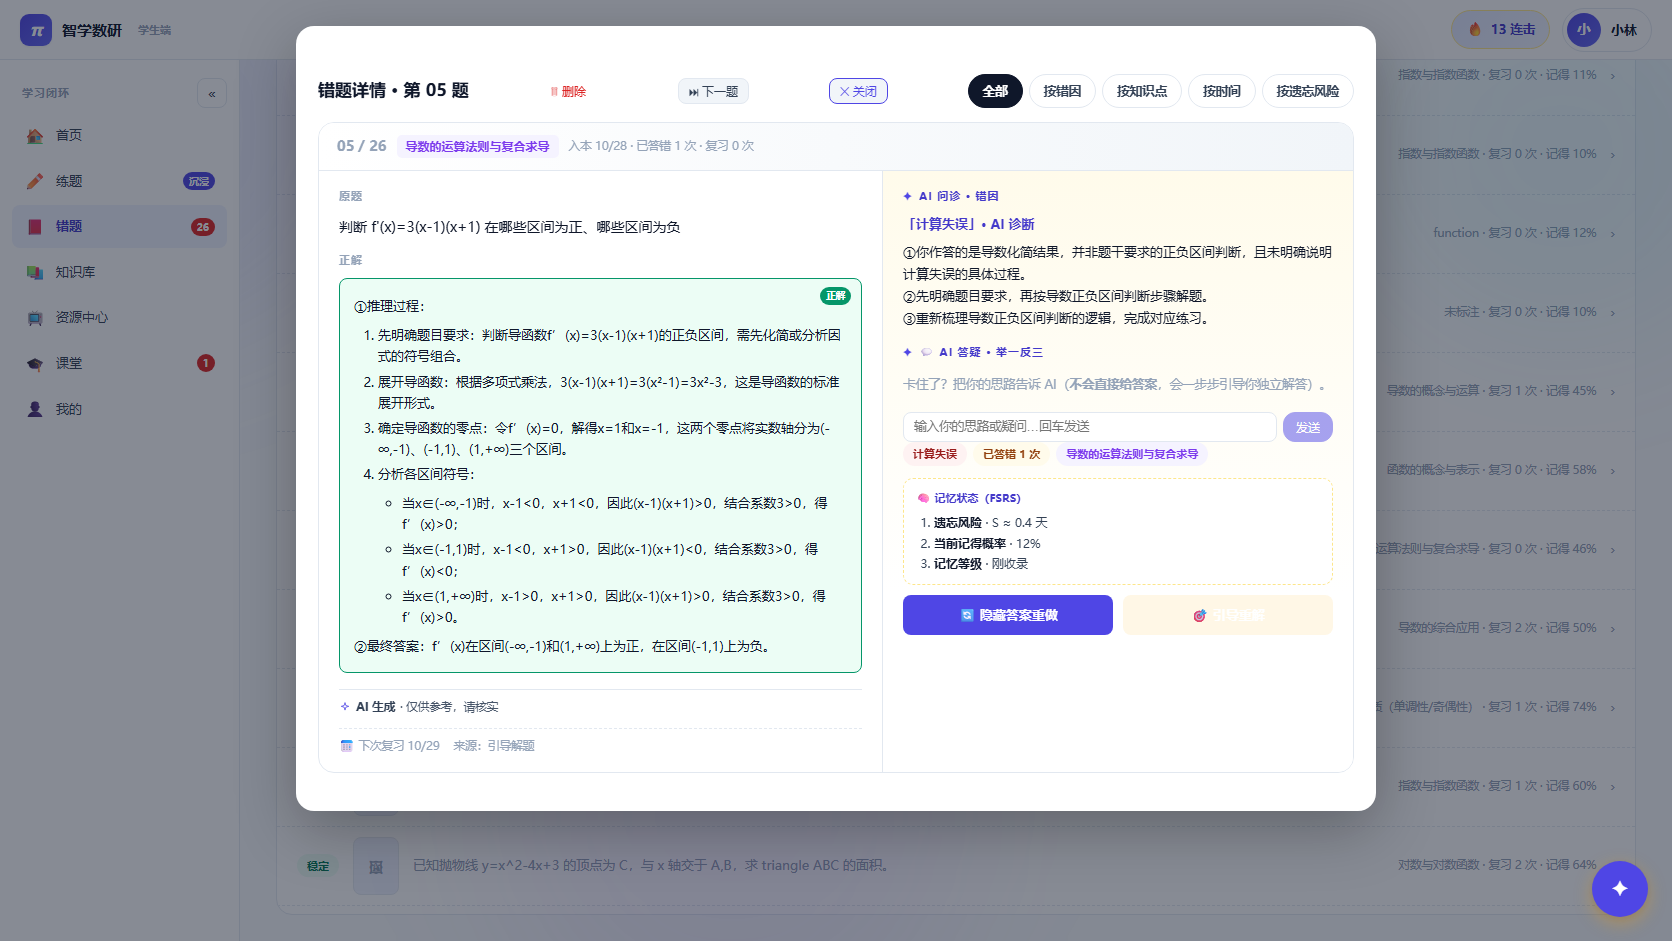 π 智学数研 学生端
13 连击
小 小林
学习闭环 «
首页
练题 沉浸
错题 26
知识库
资源中心
课堂 1
我的
错题详情 • 第 05 题
删除
下一题
关闭
全部
按错因
按知识点
按时间
按遗忘风险
05 / 26 导数的运算法则与复合求导 入本 10/28 · 已答错 1 次 · 复习 0 次
原题
判断 f'(x)=3(x-1)(x+1) 在哪些区间为正、哪些区间为负
正解
正解
①推理过程：
1. 先明确题目要求：判断导函数f′(x)=3(x-1)(x+1)的正负区间，需先化简或分析因
式的符号组合。
2. 展开导函数：根据多项式乘法，3(x-1)(x+1)=3(x²-1)=3x²-3，这是导函数的标准
展开形式。
3. 确定导函数的零点：令f′(x)=0，解得x=1和x=-1，这两个零点将实数轴分为(-
∞,-1)、(-1,1)、(1,+∞)三个区间。
4. 分析各区间符号：
当x∈(-∞,-1)时，x-1<0，x+1<0，因此(x-1)(x+1)>0，结合系数3>0，得
f′(x)>0；
当x∈(-1,1)时，x-1<0，x+1>0，因此(x-1)(x+1)<0，结合系数3>0，得
f′(x)<0；
当x∈(1,+∞)时，x-1>0，x+1>0，因此(x-1)(x+1)>0，结合系数3>0，得
f′(x)>0。
②最终答案：f′(x)在区间(-∞,-1)和(1,+∞)上为正，在区间(-1,1)上为负。
AI 生成 · 仅供参考，请核实
下次复习 10/29 来源：引导解题
AI 问诊 • 错因
「计算失误」• AI 诊断
①你作答的是导数化简结果，并非题干要求的正负区间判断，且未明确说明
计算失误的具体过程。
②先明确题目要求，再按导数正负区间判断步骤解题。
③重新梳理导数正负区间判断的逻辑，完成对应练习。
AI 答疑 • 举一反三
卡住了？把你的思路告诉 AI（不会直接给答案，会一步步引导你独立解答）。
输入你的思路或疑问...回车发送
发送
计算失误 已答错 1 次 导数的运算法则与复合求导
记忆状态（FSRS）
1. 遗忘风险 · S ≈ 0.4 天
2. 当前记得概率 · 12%
3. 记忆等级 · 刚收录
隐藏答案重做
指数与指数函数 · 复习 0 次 · 记得 11% ›
指数与指数函数 · 复习 0 次 · 记得 10% ›
function · 复习 0 次 · 记得 12% ›
未标注 · 复习 0 次 · 记得 10% ›
导数的概念与运算 · 复习 1 次 · 记得 45% ›
函数的概念与表示 · 复习 0 次 · 记得 58% ›
运算法则与复合求导 · 复习 0 次 · 记得 46% ›
导数的综合应用 · 复习 2 次 · 记得 50% ›
（单调性/奇偶性） · 复习 1 次 · 记得 74% ›
指数与指数函数 · 复习 1 次 · 记得 60% ›
稳定 已知抛物线 y=x^2-4x+3 的顶点为 C，与 x 轴交于 A,B，求 triangle ABC 的面积。 对数与对数函数 · 复习 2 次 · 记得 64%